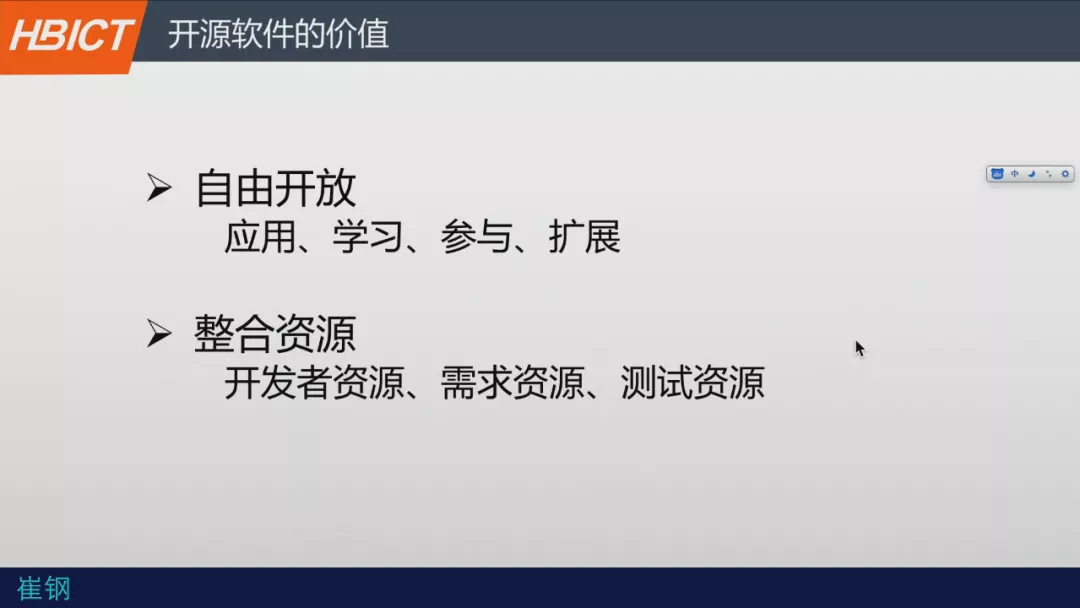 HBICT 开源软件的价值
自由开放
应用、学习、参与、扩展
中
整合资源
开发者资源、需求资源、测试资源
崔钢